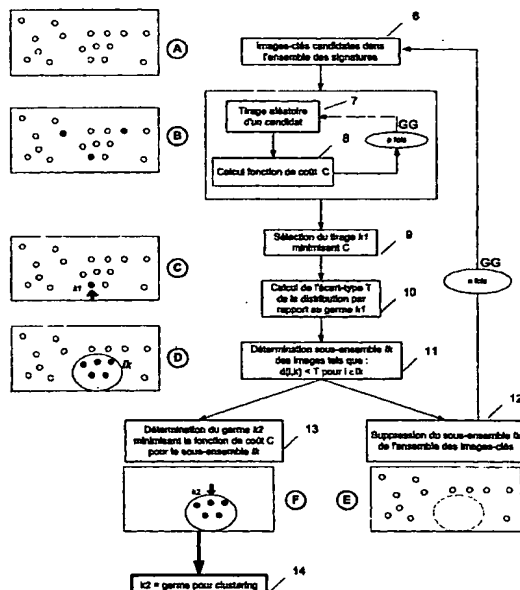 6
Images-clés candidates dans
l'ensemble des signatures
A
7
Tirage aléatoire
d'un candidat
GG
p fois
B
8
Calcul fonction de coût C
Sélection du tirage k1
minimisant C
9
GG
n fois
C
k1
Calcul de l'écart-type T
de la distribution par
rapport au germe k1
10
D
Ik
Détermination sous-ensemble Ik
des images tels que :
d(I,k) < T pour I ϵ Ik
11
12
Détermination du germe k2
minimisant la fonction de coût C
pour le sous-ensemble Ik
13
Suppression du sous-ensemble Ik
de l'ensemble des images-clés
k2
F
E
k2 = germe pour clustering
14